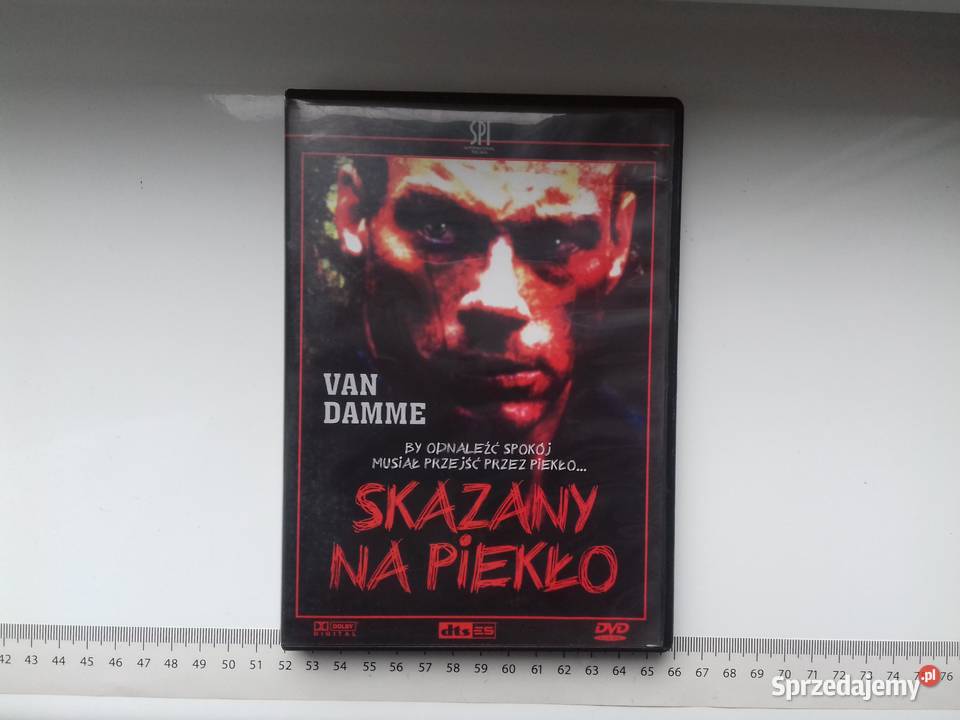 SPI
INTERNATIONAL
POLSKA
VAN
DAMME
BY ODNALEŹĆ SPOKÓJ
MUSIAŁ PRZEJŚĆ PRZEZ PIEKŁO...
SKAZANY
NA PiEKŁO
DOLBY
DIGITAL
dts ES
DVD
42 43 44 45 46 47 48 49 50 51 52 53 54 55 56 57 58 59 60 61 62 63 64 65 66 67 68 69 70 71 72 73 74 76
Sprzedajemy.pl